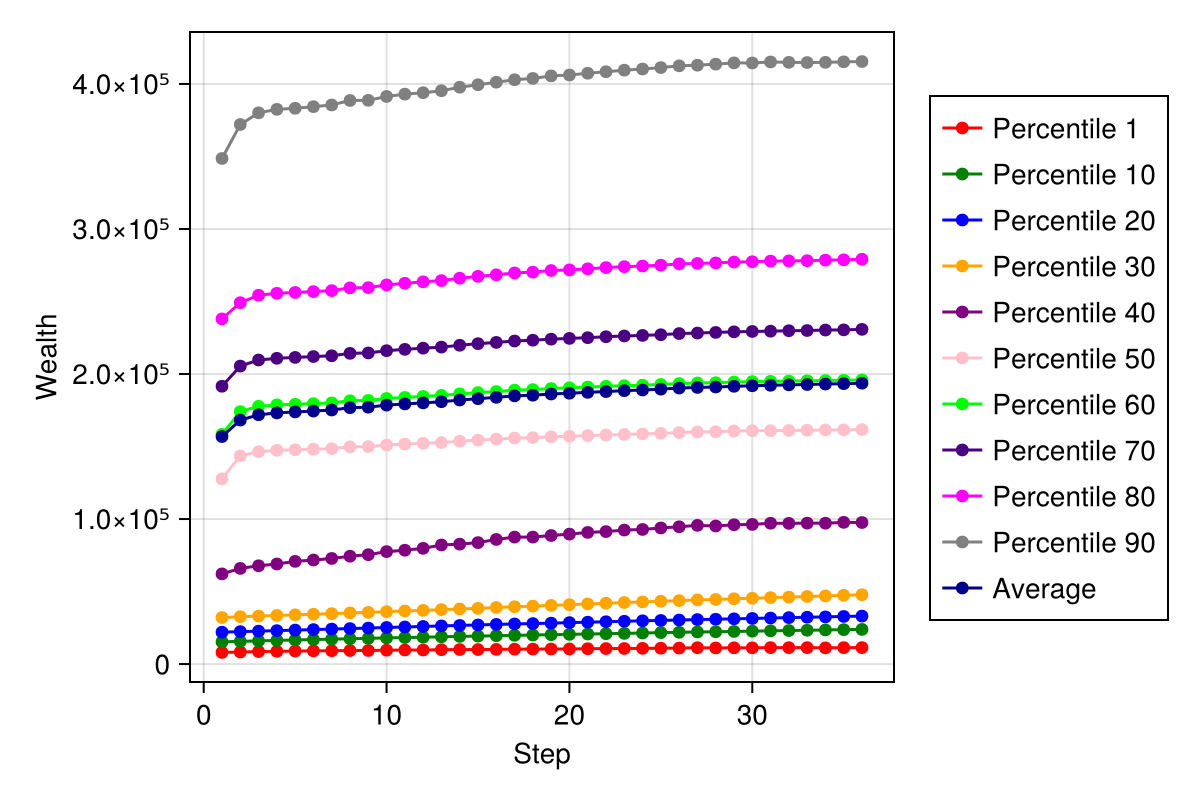 4.0×10⁵
3.0×10⁵
2.0×10⁵
1.0×10⁵
0
Wealth
0 10 20 30
Step
Percentile 1
Percentile 10
Percentile 20
Percentile 30
Percentile 40
Percentile 50
Percentile 60
Percentile 70
Percentile 80
Percentile 90
Average